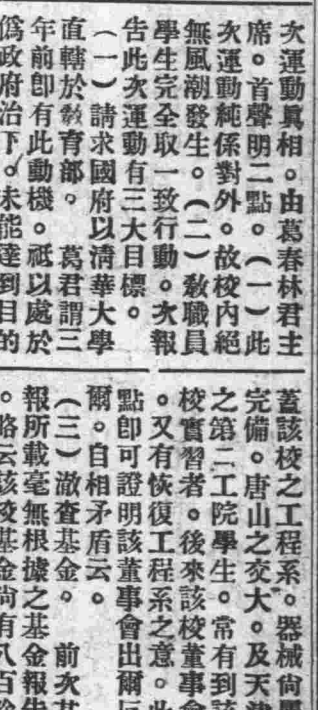 次運動眞相。由葛春林君主
席。首聲明二點。（一）此
次運動純係對外。故校內絕
無風潮發生。（二）敎職員
學生完全取一致行動。次報
告此次運動有三大目標。
（一）請求國府以淸華大學
直轄於敎育部。葛君謂三
年前卽有此動機。祇以處於
僞政府治下。未能達到目的
蓋該校之工程系。器械尙
完備。唐山之交大。及天津
之第二工院學生。常有到該
校實習者。後來該校董事會
。又有恢復工程系之意。此
點卽可證明該董事會出爾反
爾。自相矛盾云。
（三）澈查基金。前次
報所載毫無根據之基金報告
。略云該校基金尙有八百